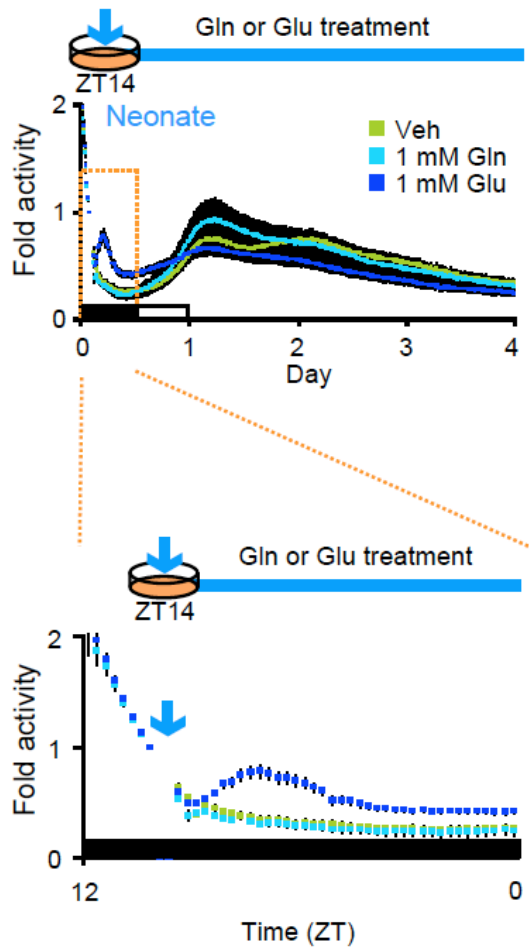 Gln or Glu treatment
ZT14
Neonate
Veh
1 mM Gln
1 mM Glu
Fold activity
2
1
0
0 1 2 3 4
Day
Gln or Glu treatment
ZT14
Fold activity
2
1
0
12 0
Time (ZT)